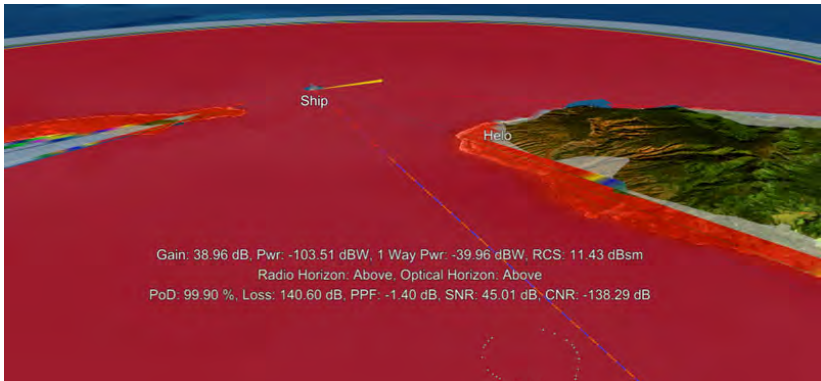 Ship
Helo
Gain: 38.96 dB, Pwr: -103.51 dBW, 1 Way Pwr: -39.96 dBW, RCS: 11.43 dBsm
Radio Horizon: Above, Optical Horizon: Above
PoD: 99.90 %, Loss: 140.60 dB, PPF: -1.40 dB, SNR: 45.01 dB, CNR: -138.29 dB